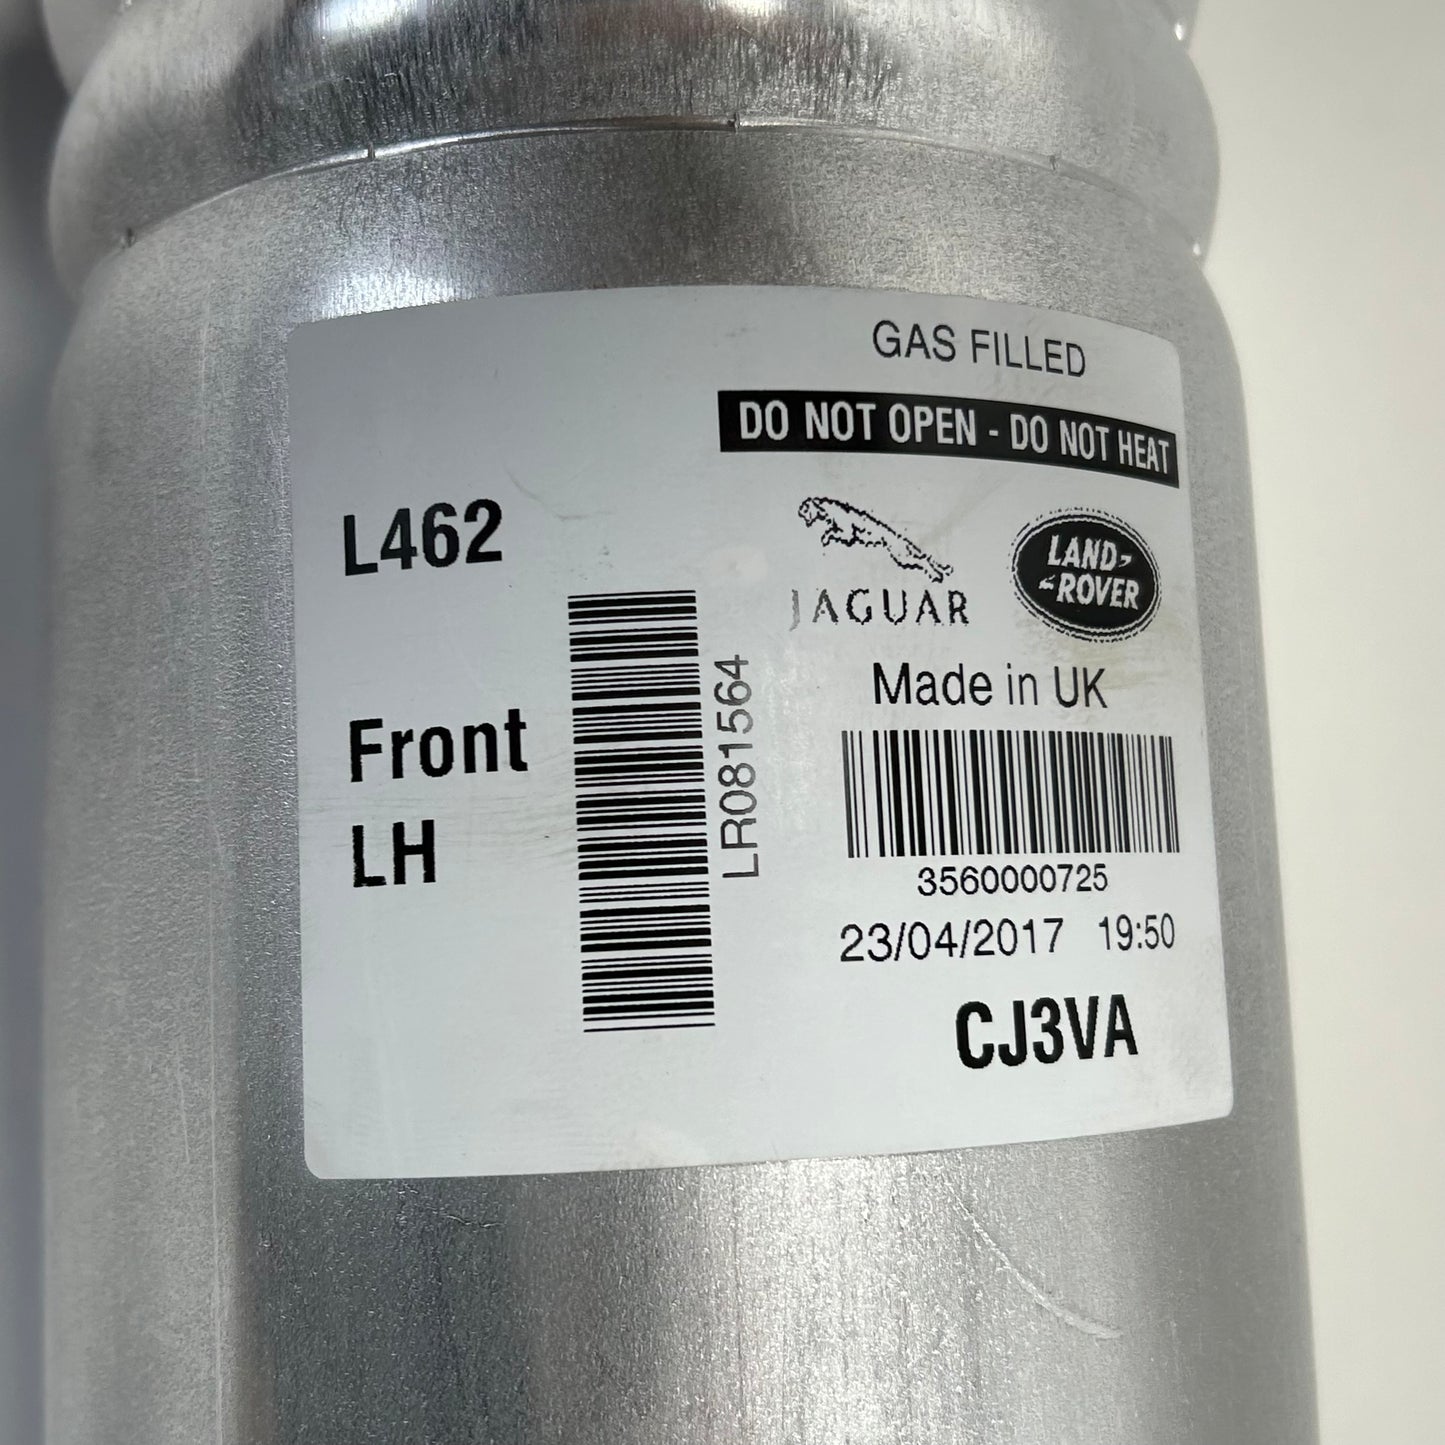 GAS FILLED
DO NOT OPEN - DO NOT HEAT
L462
JAGUAR
LAND
ROVER
Made in UK
Front
LH
LR081564
3560000725
23/04/2017 19:50
CJ3VA